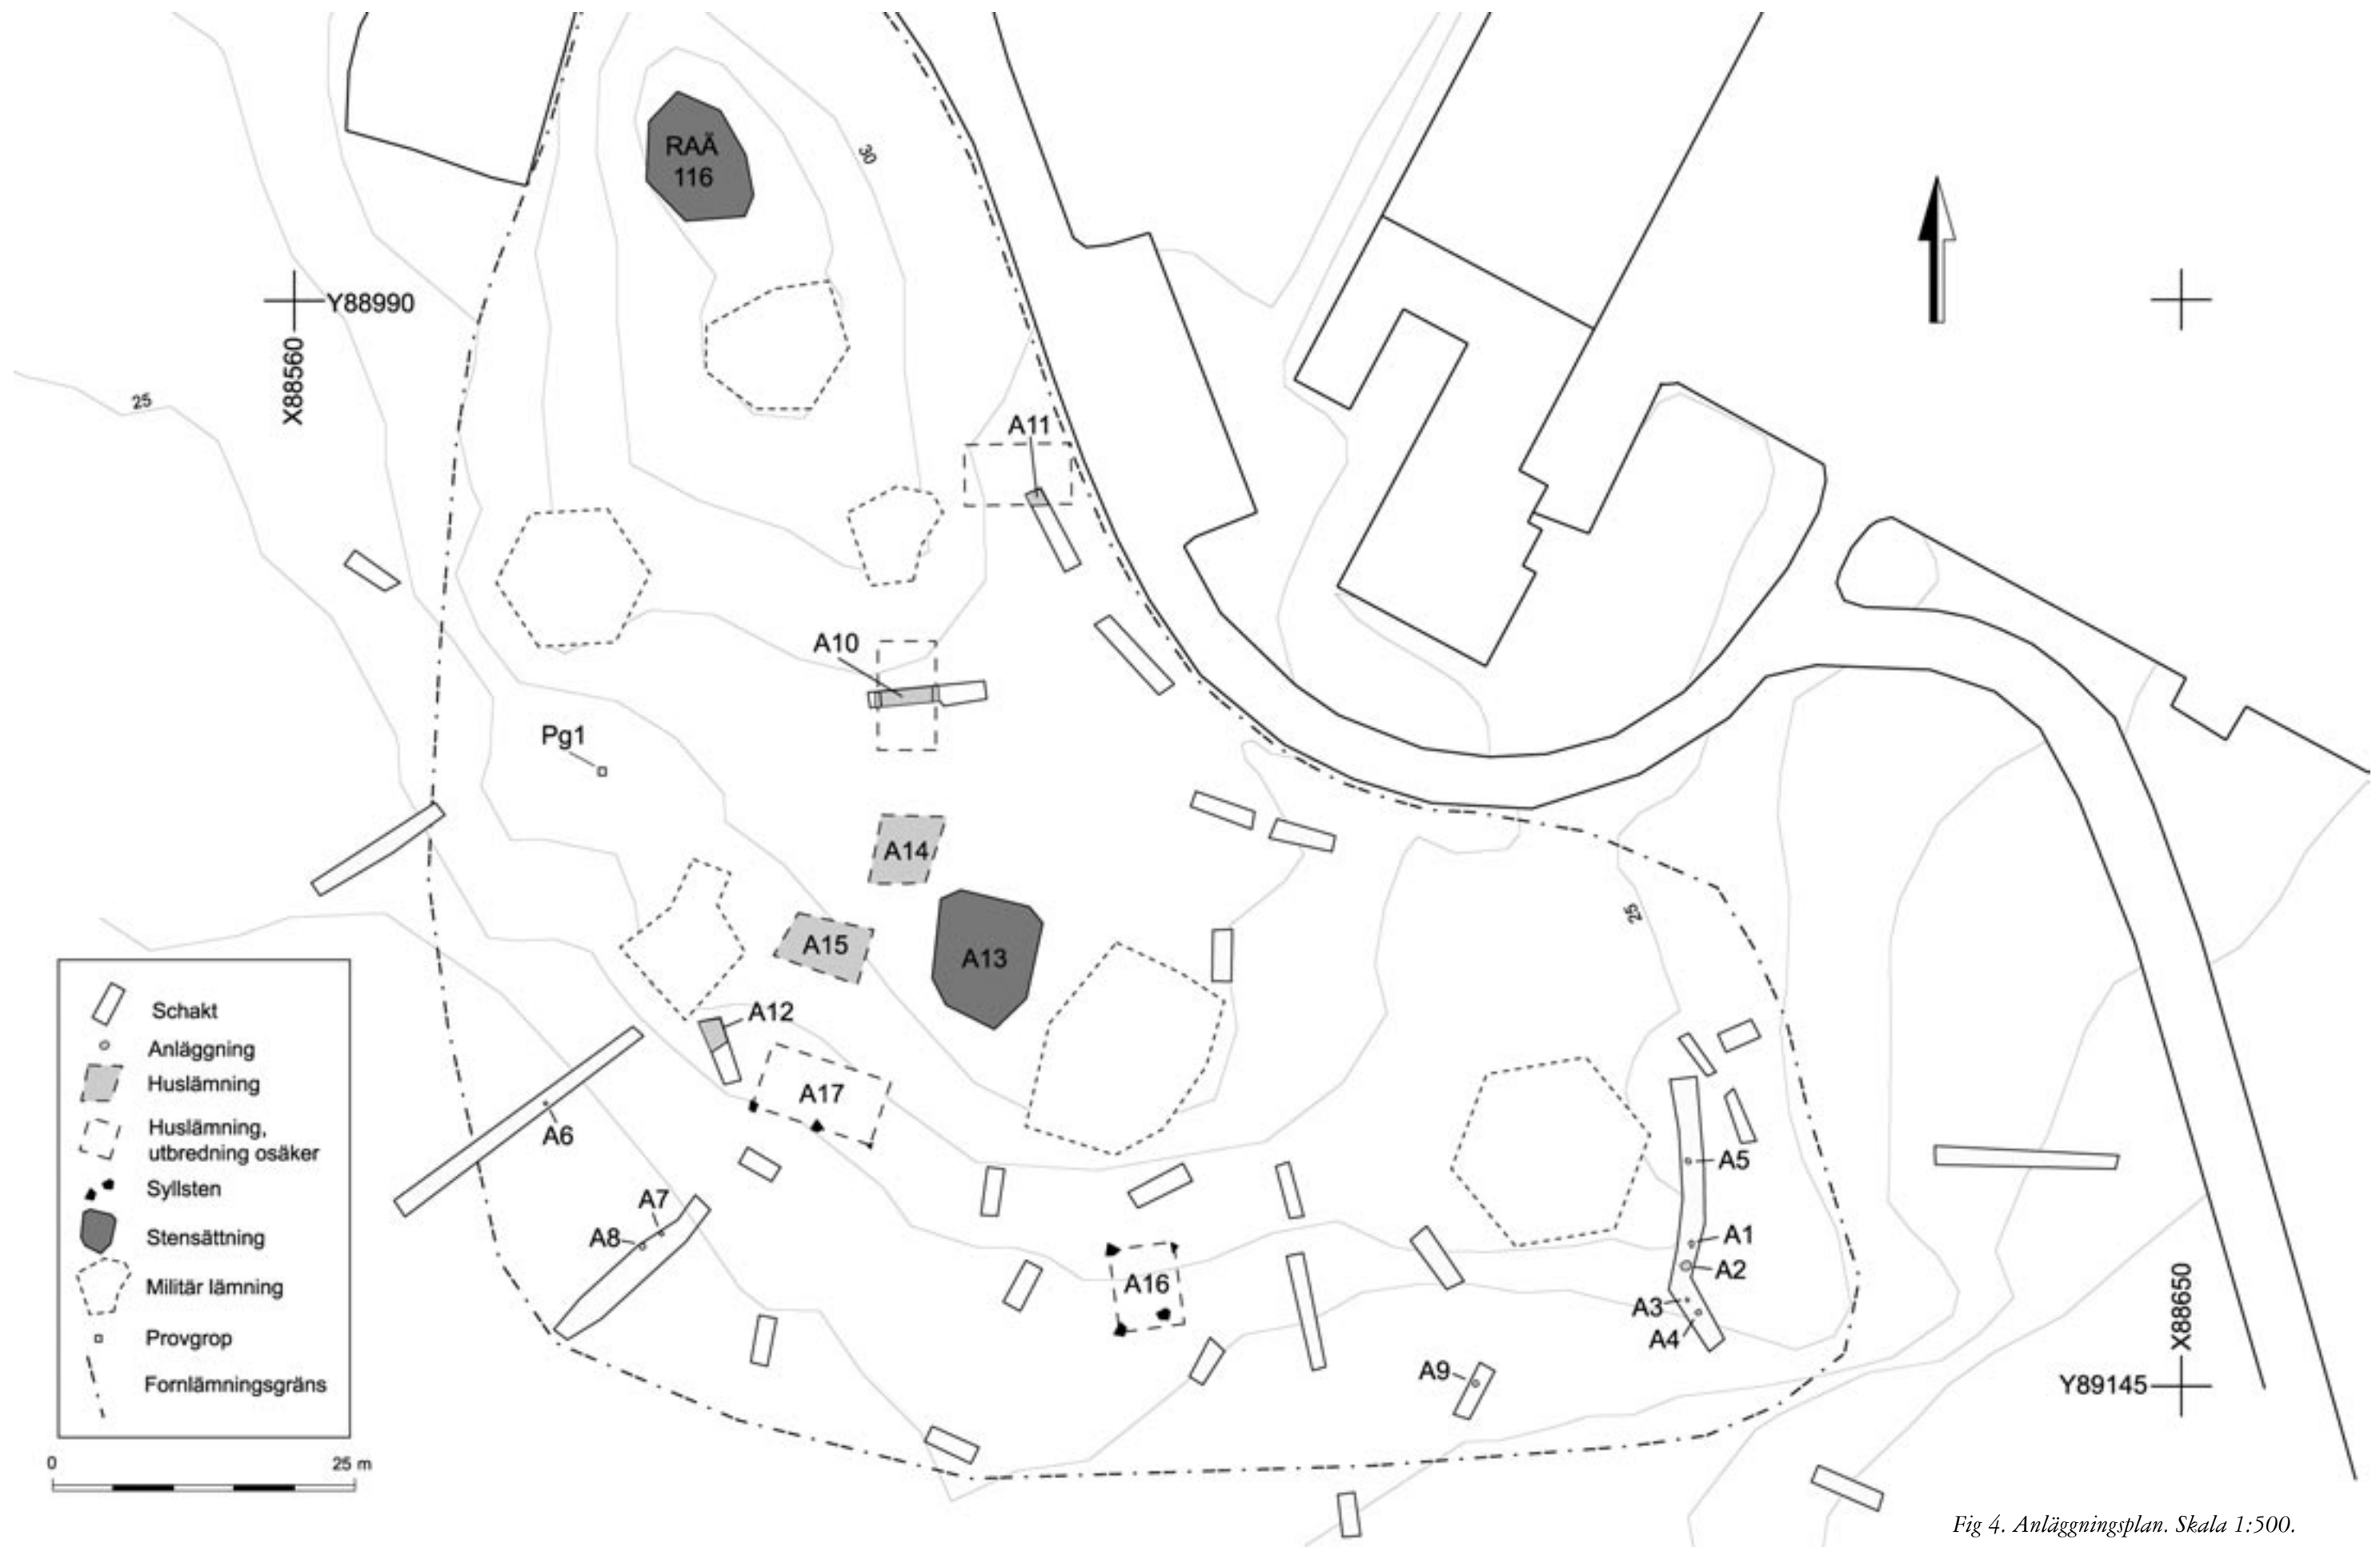 RAÄ
116
30
Y88990
X88560
25
A11
A10
Pg1
A14
A15
A13
25
A12
A17
A6
A5
A7
A8
A1
A2
A16
A3
A4
A9
X88650
Y89145
Schakt
Anläggning
Huslämning
Huslämning,
utbredning osäker
Syllsten
Stensättning
Militär lämning
Provgrop
Fornlämningsgräns
0 25 m
Fig 4. Anläggningsplan. Skala 1:500.